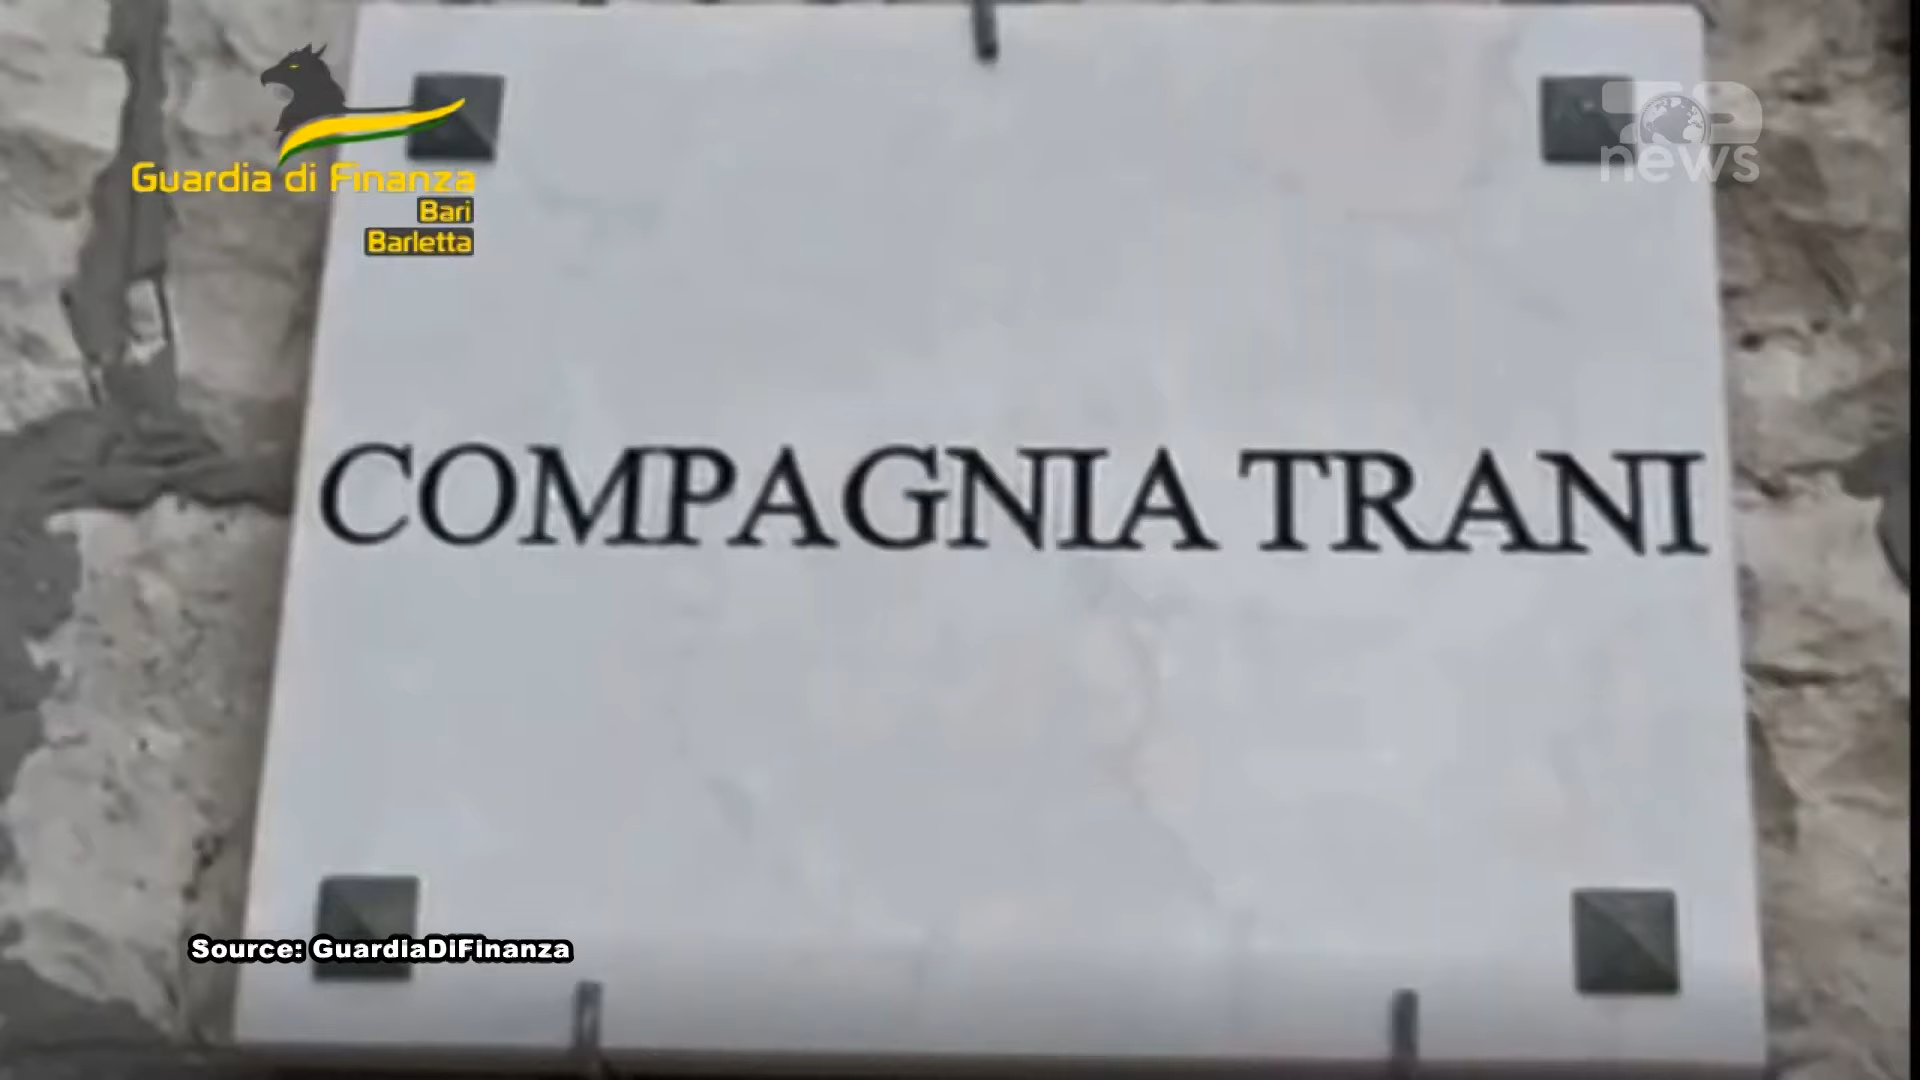 Guardia di Finanza
Bari
Barletta
news
COMPAGNIA TRANI
Source: GuardiaDiFinanza